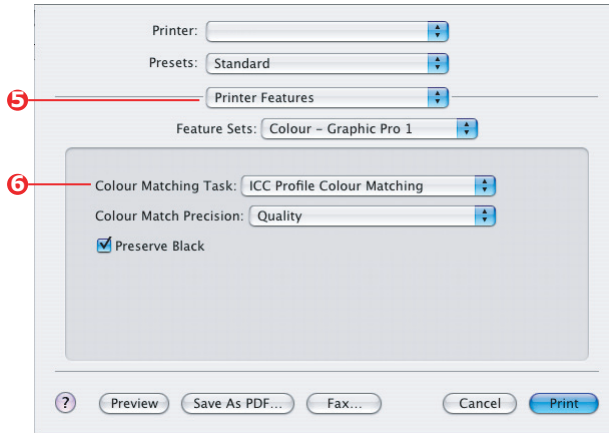 Printer:
Presets: Standard
5 Printer Features
Feature Sets: Colour – Graphic Pro 1
6 Colour Matching Task: ICC Profile Colour Matching
Colour Match Precision: Quality
Preserve Black
? Preview Save As PDF... Fax... Cancel Print